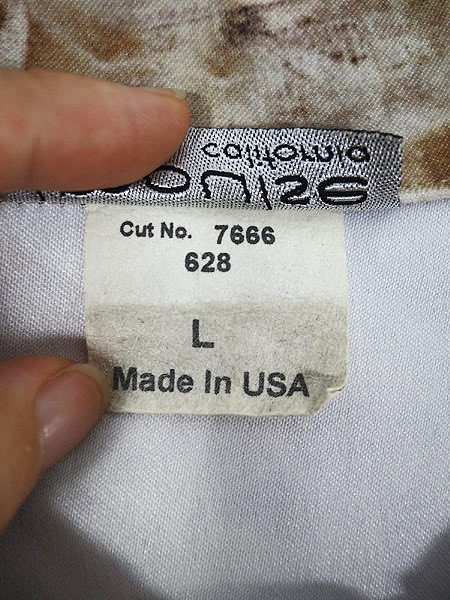 california
Cut No. 7666
628
L
Made In USA